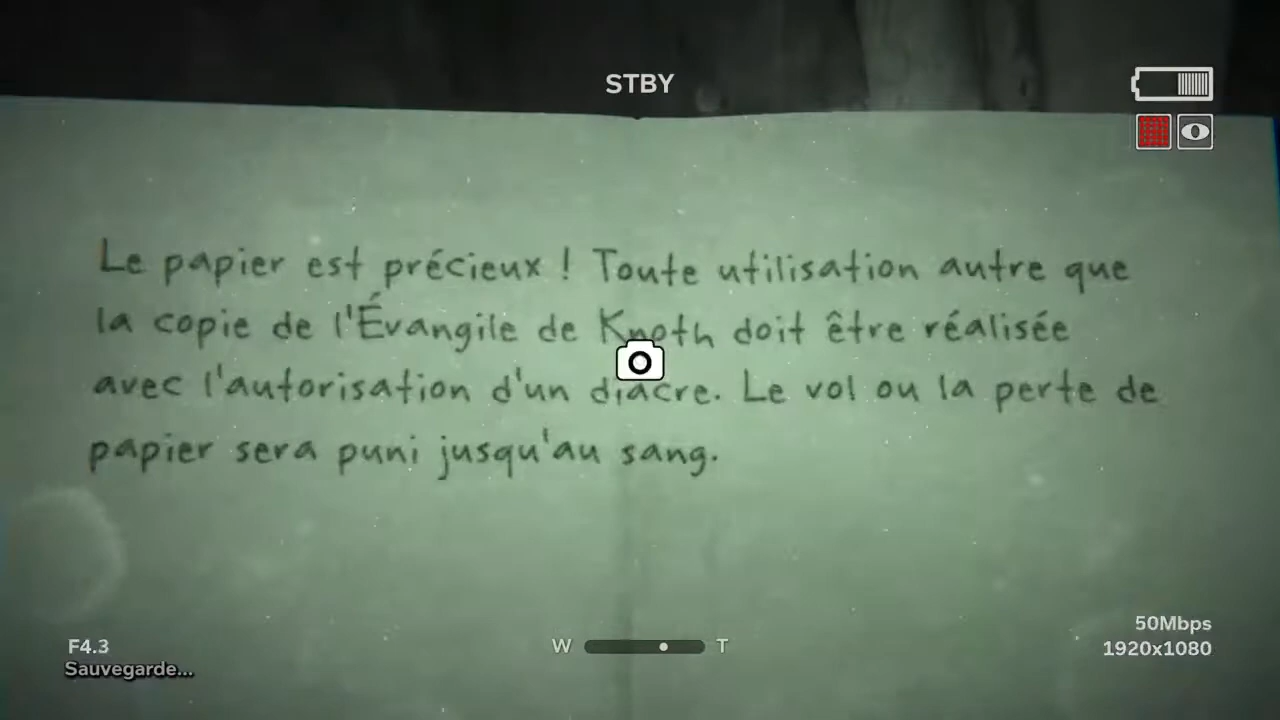 STBY
Le papier est précieux ! Toute utilisation autre que
la copie de l'Évangile de Knoth doit être réalisée
avec l'autorisation d'un diacre. Le vol ou la perte de
papier sera puni jusqu'au sang.
F4.3
Sauvegarde...
W T
50Mbps
1920x1080